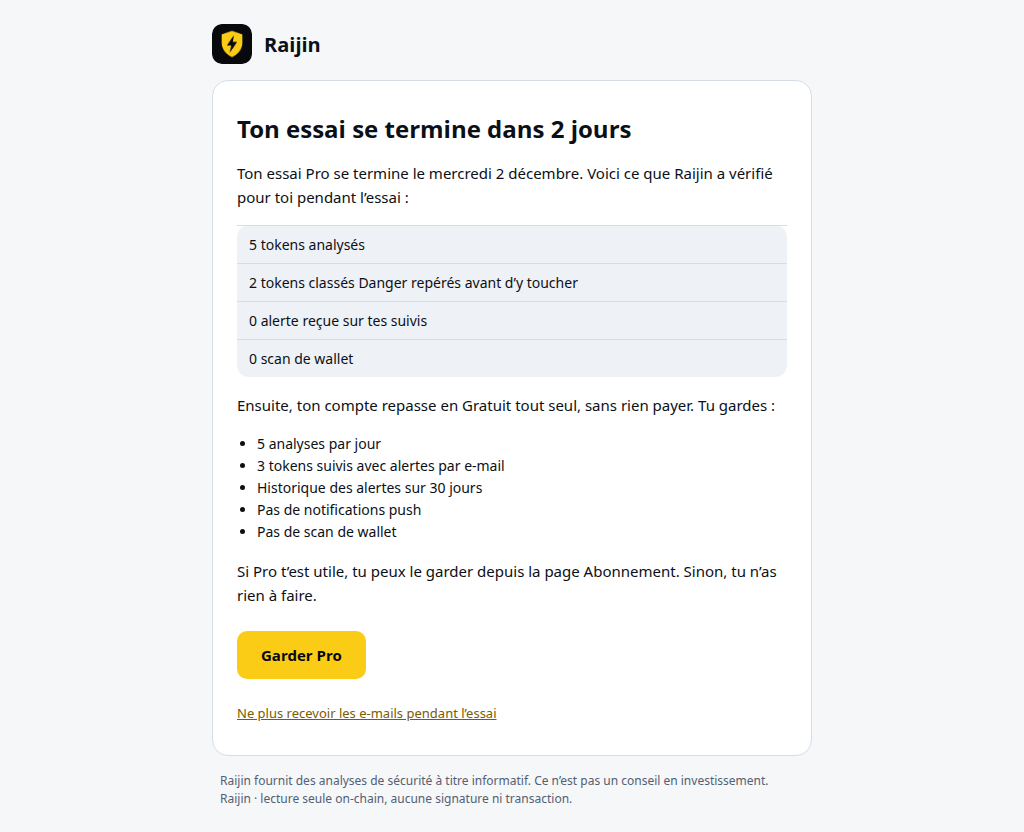 Raijin
Ton essai se termine dans 2 jours
Ton essai Pro se termine le mercredi 2 décembre. Voici ce que Raijin a vérifié
pour toi pendant l’essai :
5 tokens analysés
2 tokens classés Danger repérés avant d’y toucher
0 alerte reçue sur tes suivis
0 scan de wallet
Ensuite, ton compte repasse en Gratuit tout seul, sans rien payer. Tu gardes :
• 5 analyses par jour
• 3 tokens suivis avec alertes par e-mail
• Historique des alertes sur 30 jours
• Pas de notifications push
• Pas de scan de wallet
Si Pro t’est utile, tu peux le garder depuis la page Abonnement. Sinon, tu n’as
rien à faire.
Garder Pro
Ne plus recevoir les e-mails pendant l’essai
Raijin fournit des analyses de sécurité à titre informatif. Ce n’est pas un conseil en investissement.
Raijin · lecture seule on-chain, aucune signature ni transaction.